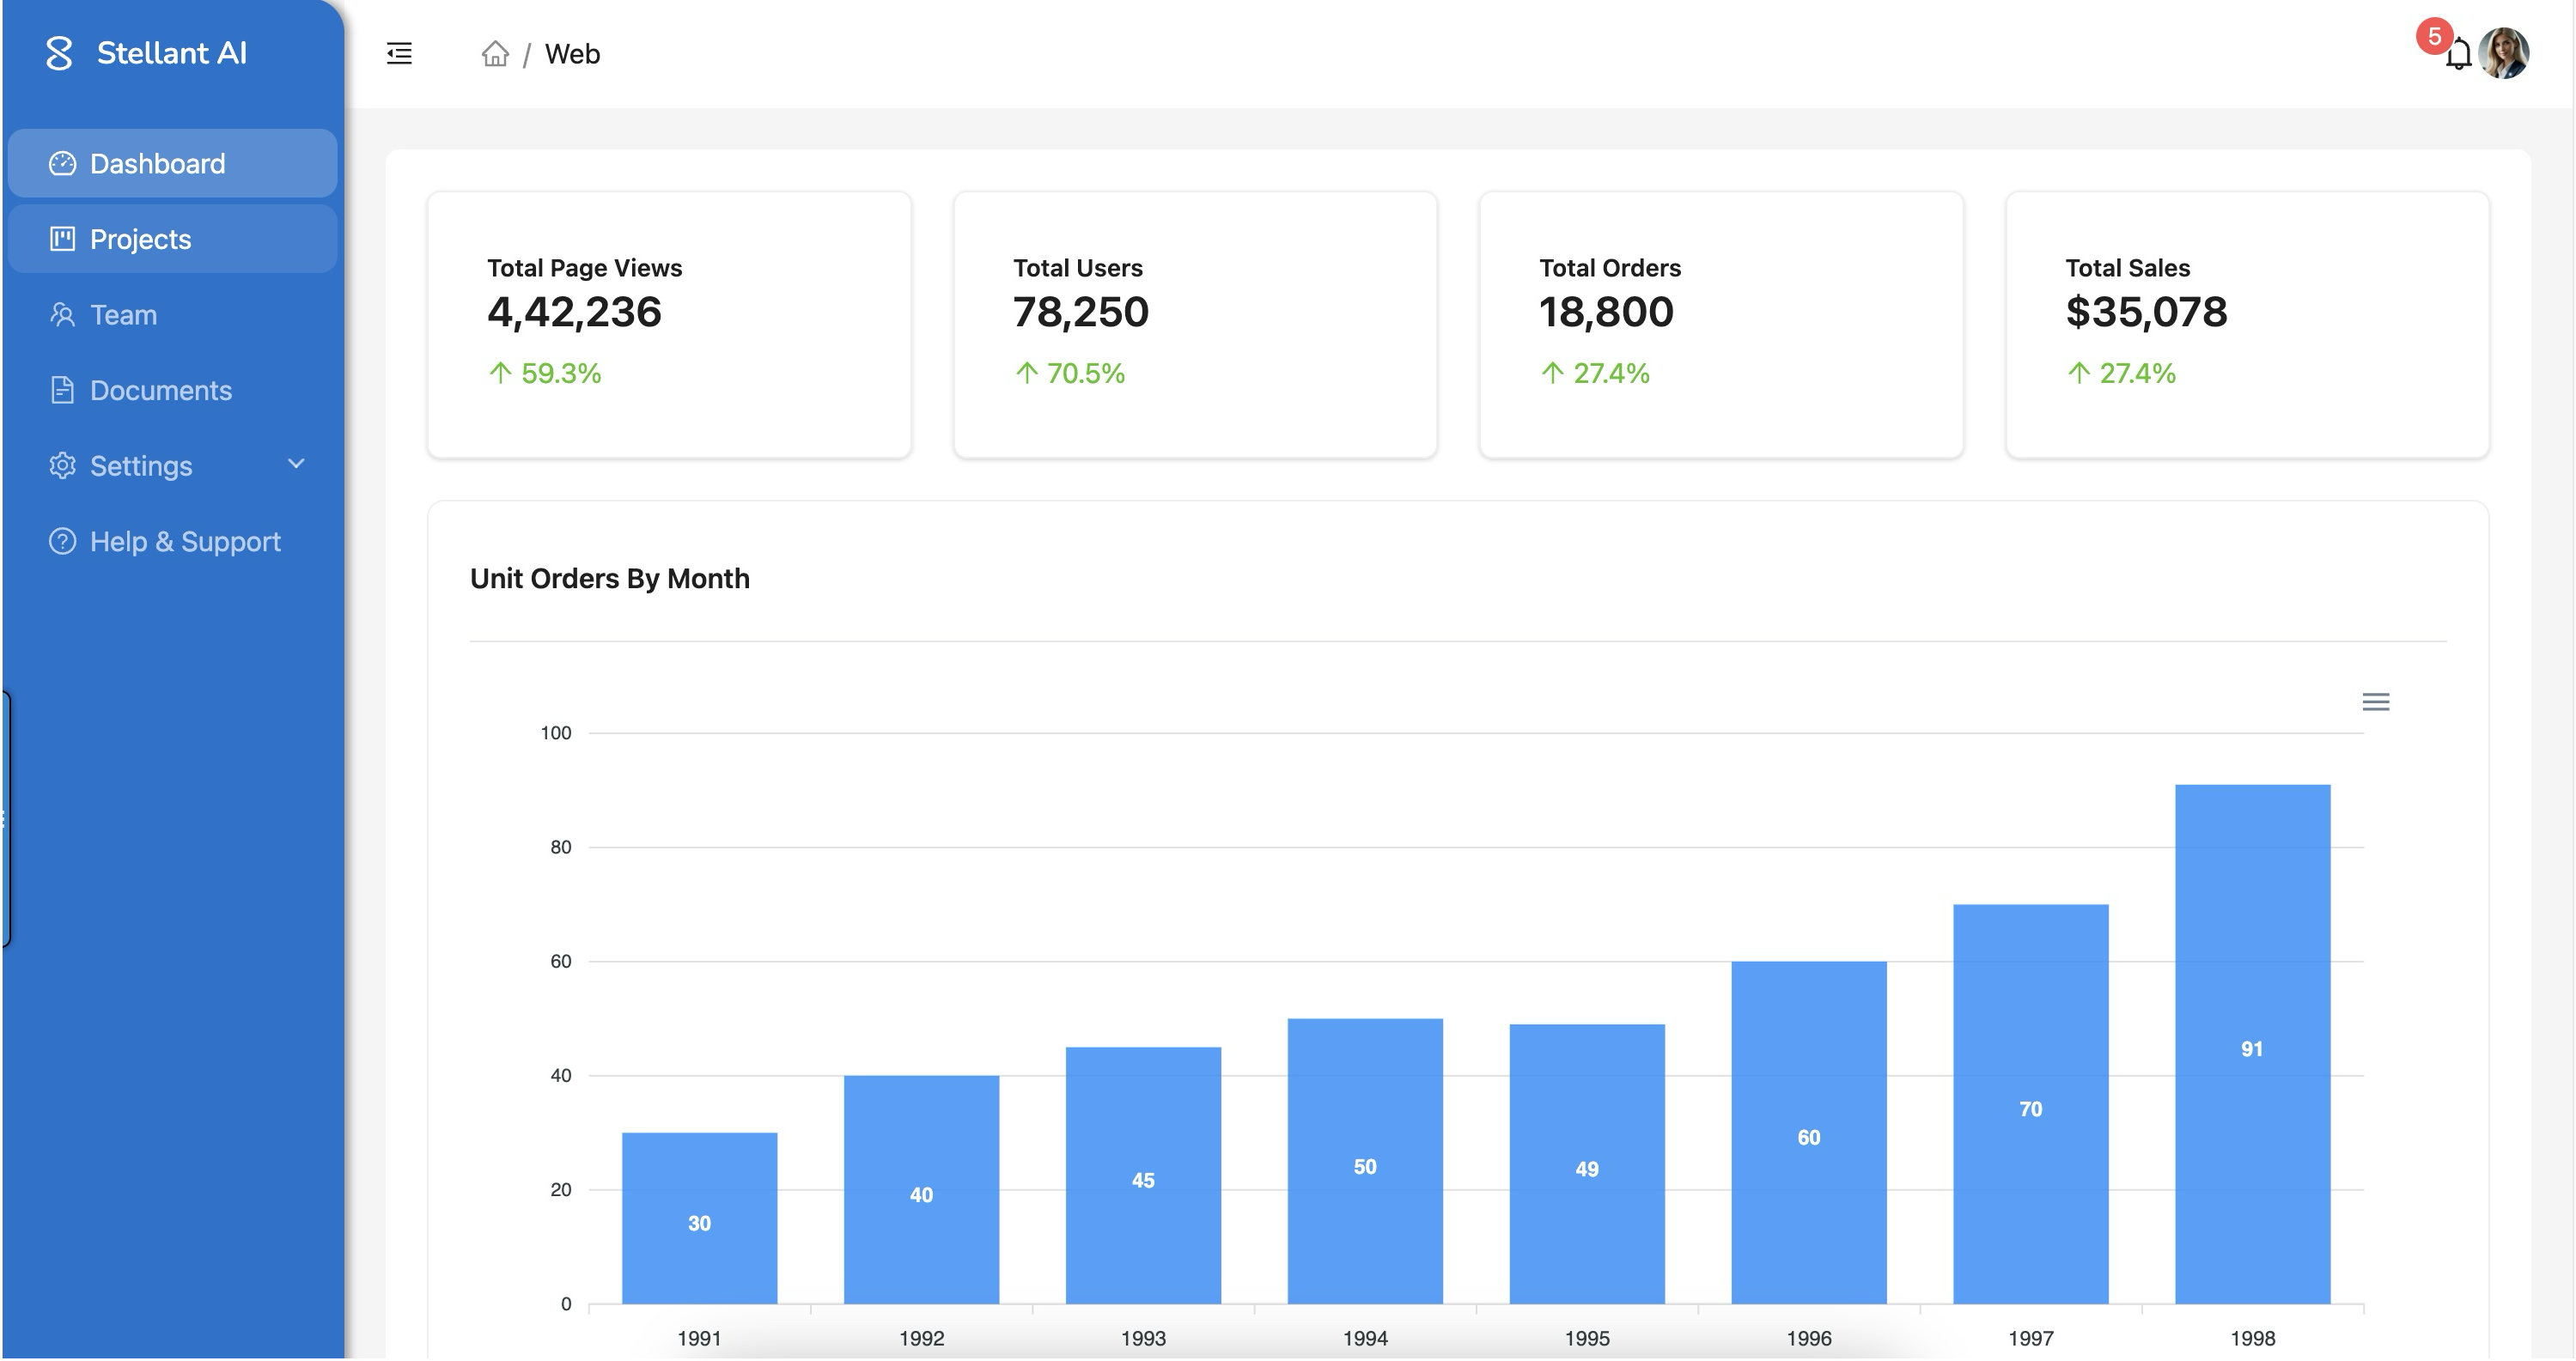 Stellant AI
/ Web
5
Dashboard
Projects
Team
Documents
Settings
Help & Support
Total Page Views
4,42,236
59.3%
Total Users
78,250
70.5%
Total Orders
18,800
27.4%
Total Sales
$35,078
27.4%
Unit Orders By Month
100
80
60
40
20
0
30
40
45
50
49
60
70
91
1991
1992
1993
1994
1995
1996
1997
1998